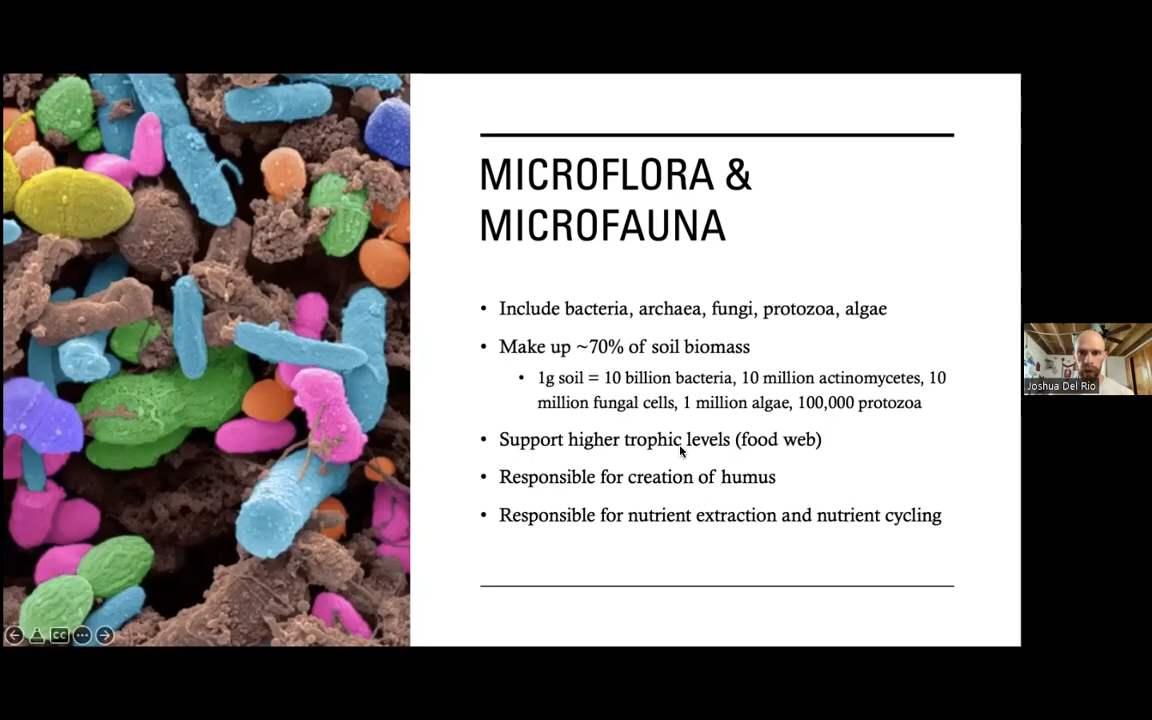 MICROFLORA &
MICROFAUNA
• Include bacteria, archaea, fungi, protozoa, algae
• Make up ~70% of soil biomass
• 1g soil = 10 billion bacteria, 10 million actinomycetes, 10
million fungal cells, 1 million algae, 100,000 protozoa
• Support higher trophic levels (food web)
• Responsible for creation of humus
• Responsible for nutrient extraction and nutrient cycling
Joshua Del Rio
CC